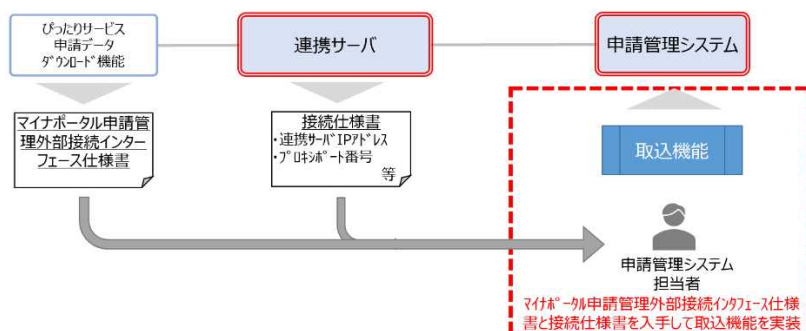 ぴったりサービス
申請データ
ダウンロード機能
連携サーバ
申請管理システム
マイナポータル申請管
理外部接続インター
フェース仕様書
接続仕様書
・連携サーバIPアドレス
・プロキシポート番号
等
取込機能
申請管理システム
担当者
マイナポータル申請管理外部接続インタフェース仕様
書と接続仕様書を入手して取込機能を実装